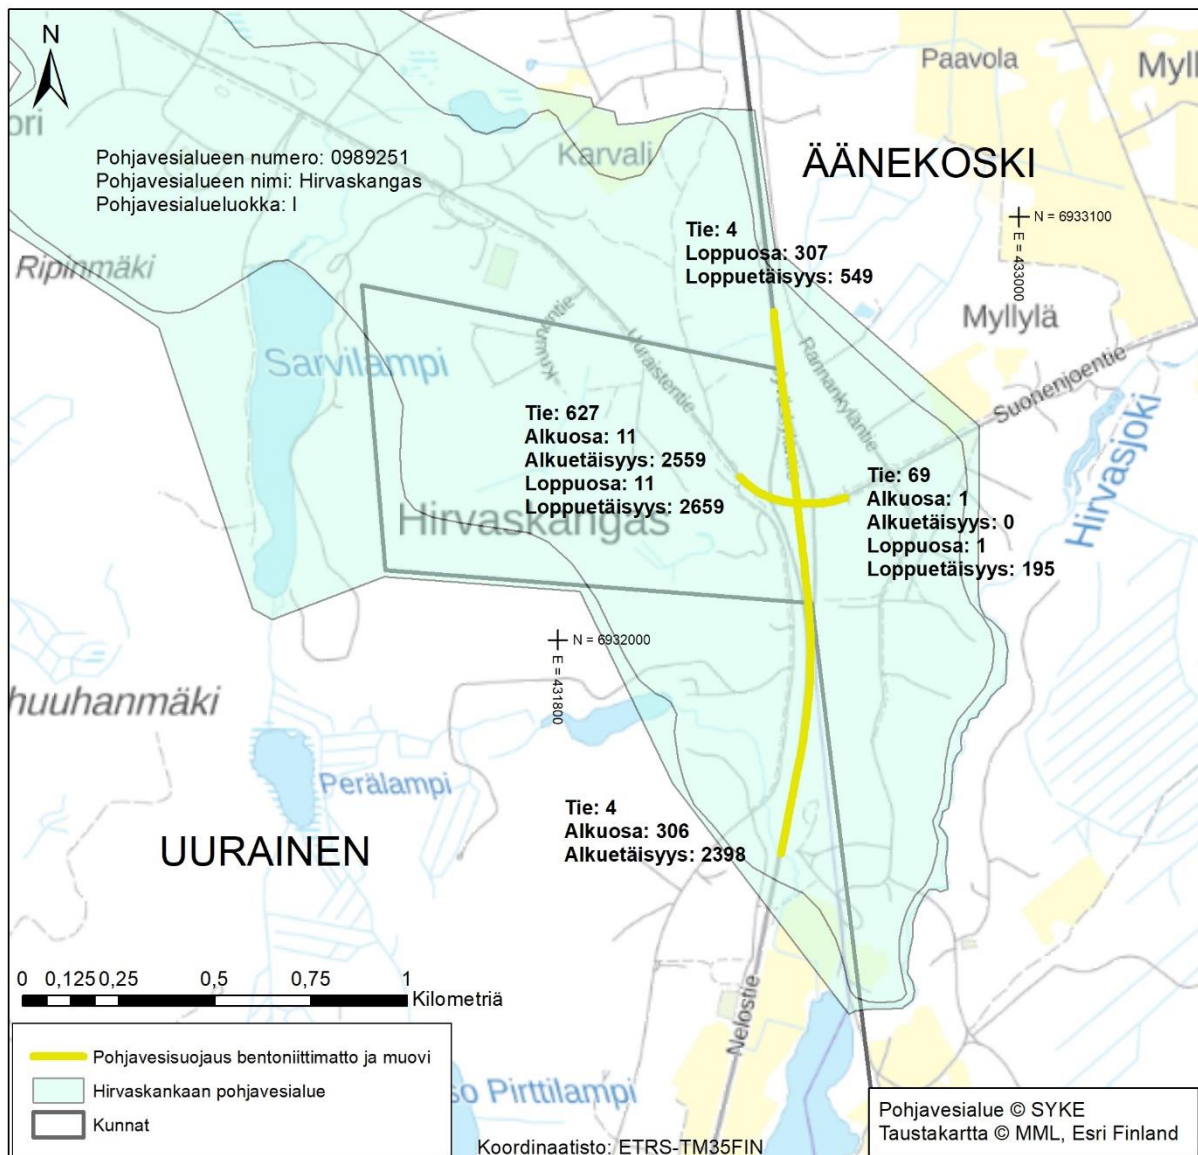 N
Paavola
Myll
ori
Karvali
ÄÄNEKOSKI
Pohjavesialueen numero: 0989251
Pohjavesialueen nimi: Hirvaskangas
Pohjavesialueluokka: I
N = 6933100
E = 433000
Tie: 4
Loppuosa: 307
Loppuetäisyys: 549
Ripinmäki
Myllylä
Sarvilampi
Kummunentie
Uuraistentie
Rannankyläntie
Suonenjoentie
Hirvasjoki
Tie: 627
Alkuosa: 11
Alkuetäisyys: 2559
Loppuosa: 11
Loppuetäisyys: 2659
Tie: 69
Alkuosa: 1
Alkuetäisyys: 0
Loppuosa: 1
Loppuetäisyys: 195
Hirvaskangas
N = 6932000
E = 431800
huuhanmäki
Perälampi
Tie: 4
Alkuosa: 306
Alkuetäisyys: 2398
UURAINEN
0 0,125 0,25 0,5 0,75 1
Kilometriä
Nelostie
Pohjavesisuojaus bentoniittimatto ja muovi
Hirvaskankaan pohjavesialue
Kunnat
so Pirttilampi
Koordinaatisto: ETRS-TM35FIN
Pohjavesialue © SYKE
Taustakartta © MML, Esri Finland